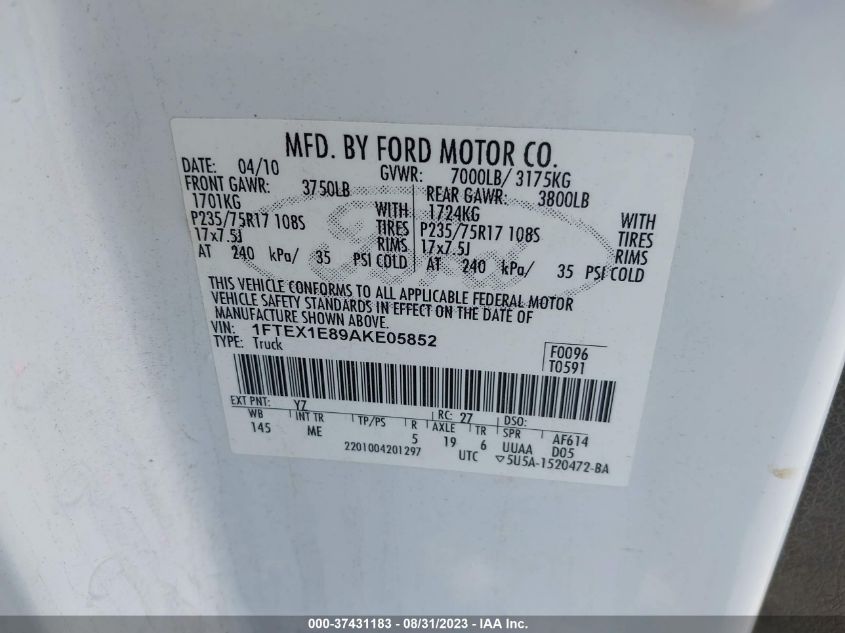 MFD. BY FORD MOTOR CO.
DATE: 04/10 GVWR: 7000LB/ 3175KG
FRONT GAWR: 3750LB REAR GAWR: 3800LB
1701KG WITH 1724KG WITH
P235/75R17 108S TIRES P235/75R17 108S TIRES
17x7.5J RIMS 17x7.5J RIMS
AT 240 kPa/ 35 PSI COLD AT 240 kPa/ 35 PSI COLD
THIS VEHICLE CONFORMS TO ALL APPLICABLE FEDERAL MOTOR
VEHICLE SAFETY STANDARDS IN EFFECT ON THE DATE OF
MANUFACTURE SHOWN ABOVE.
VIN: 1FTEX1E89AKE05852
TYPE: Truck
F0096
T0591
EXT PNT: YZ RC: 27 DSO:
WB INT TR TP/PS R AXLE TR SPR AF614
145 ME 5 19 6 UUAA D05
2201004201297 UTC ▽5U5A-1520472-BA
000-37431183 - 08/31/2023 - IAA Inc.